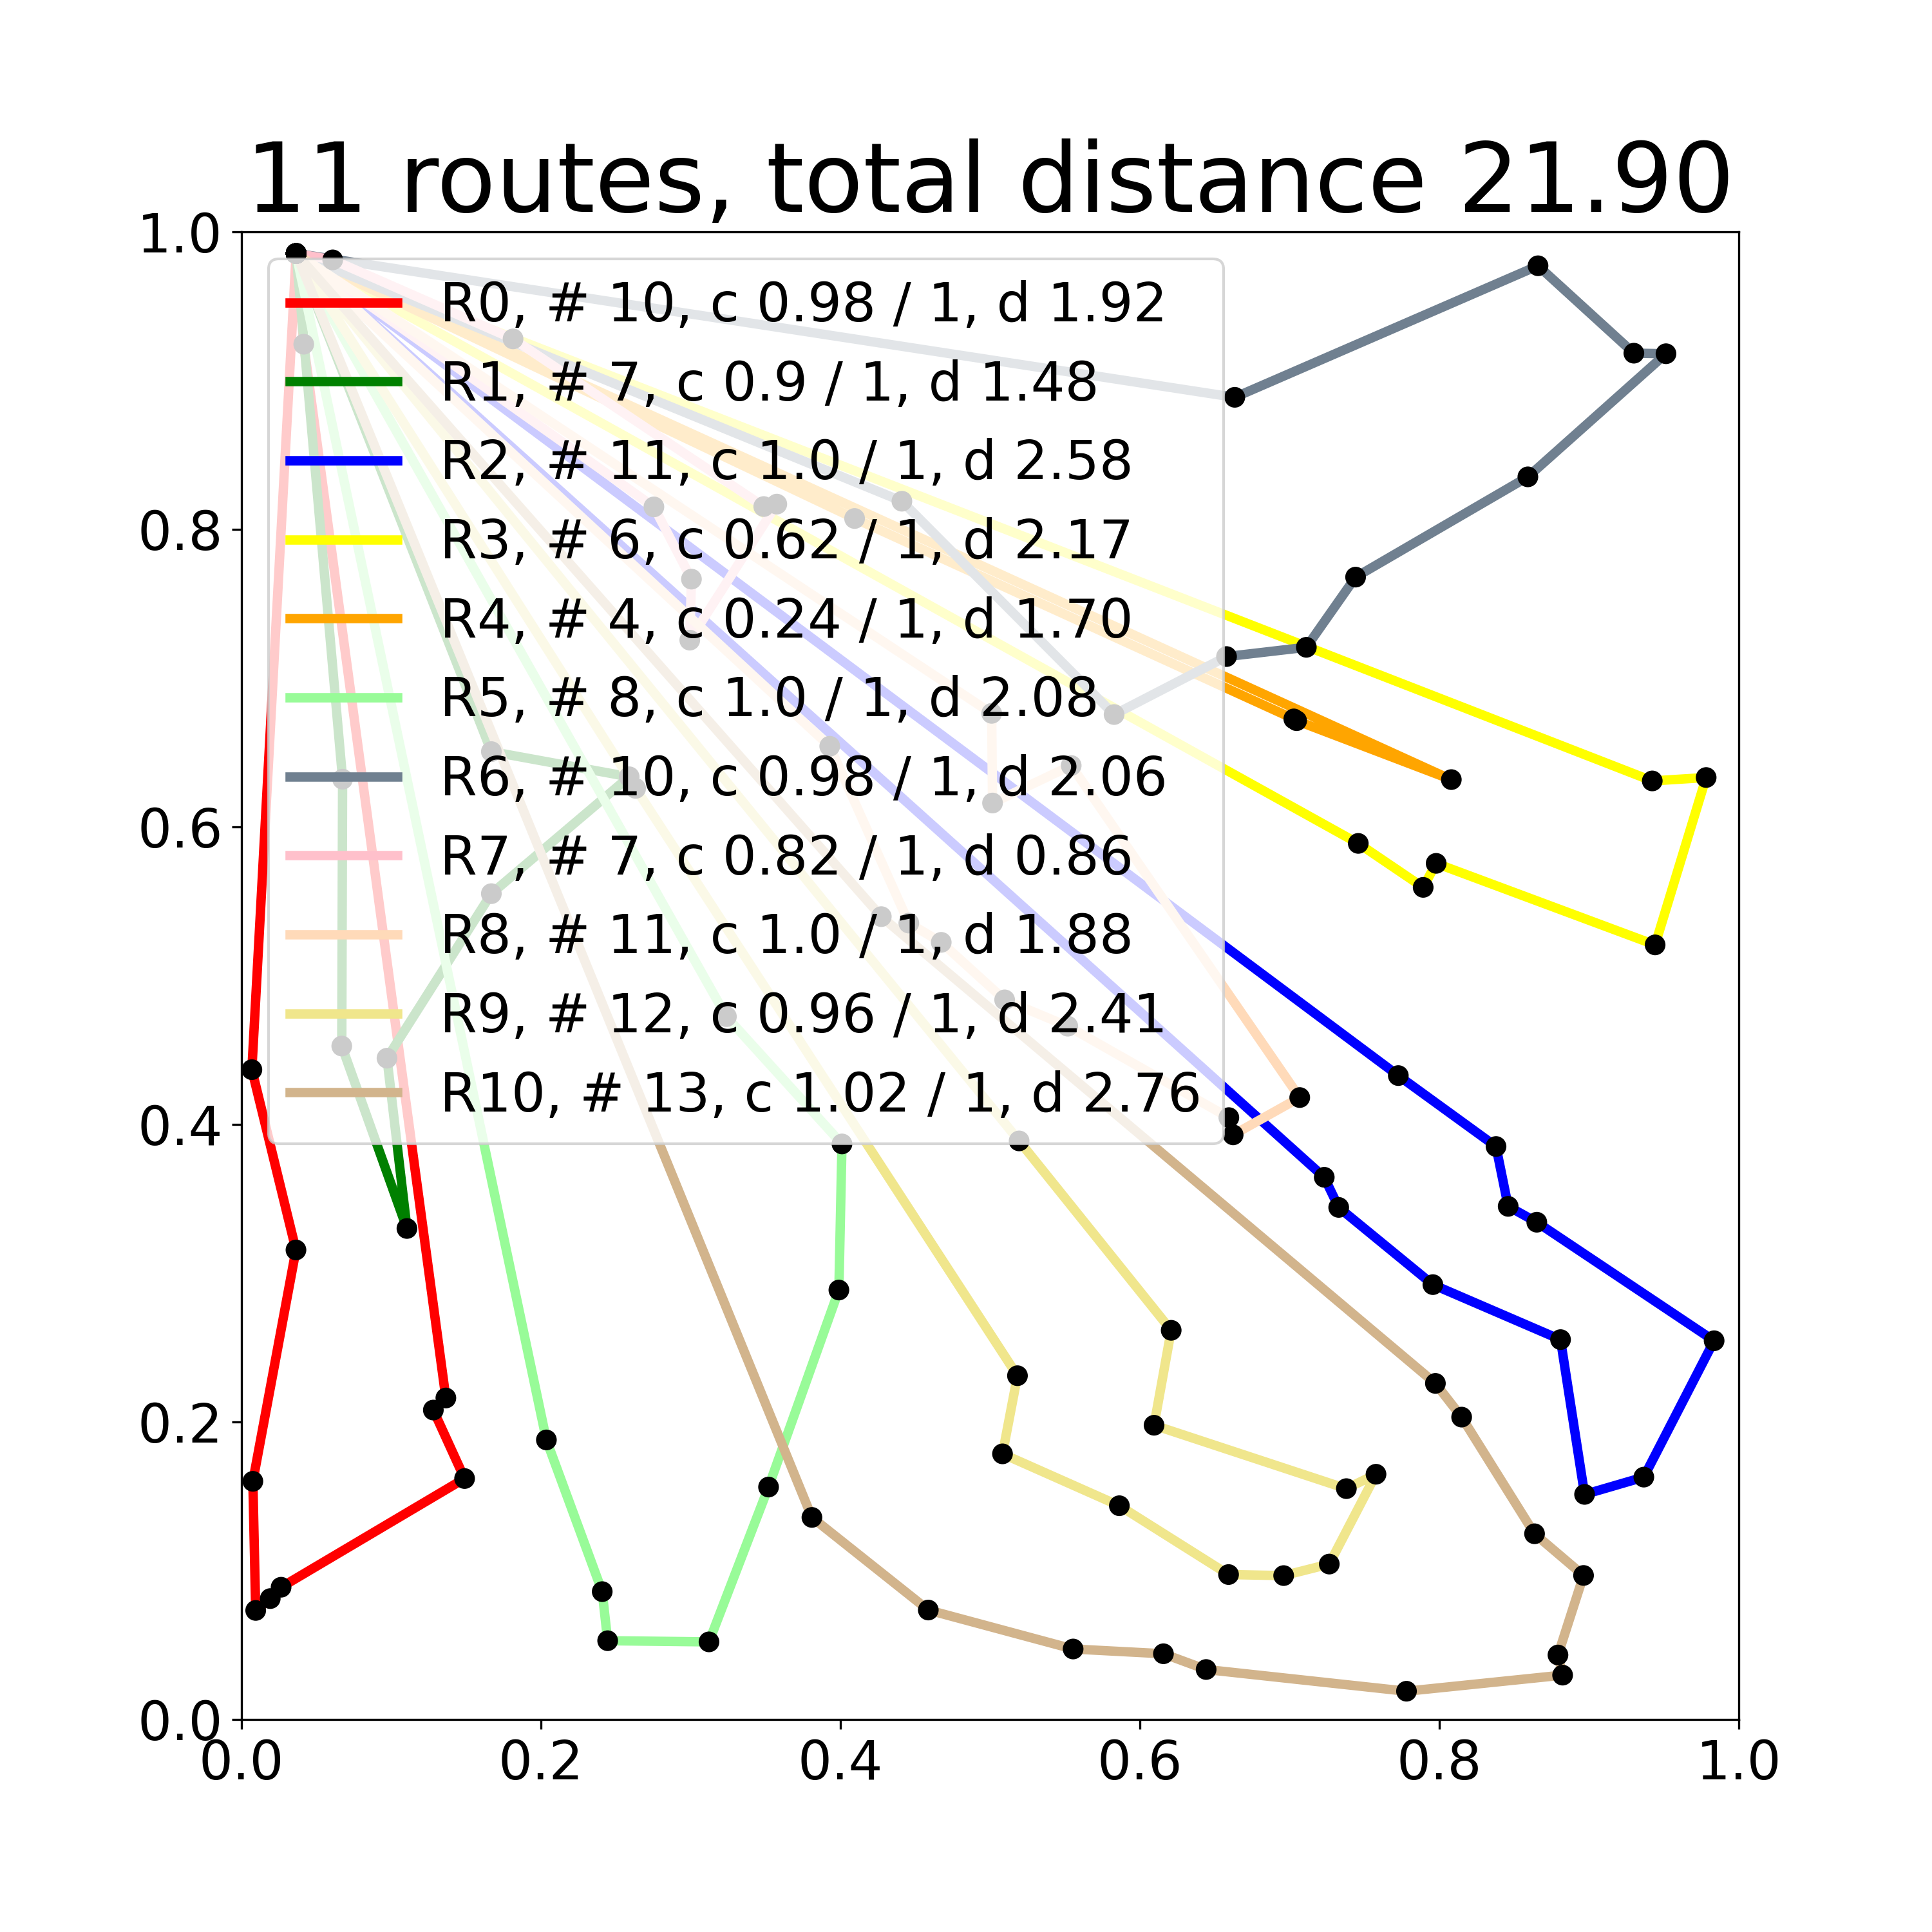 11 routes, total distance 21.90
1.0
0.8
0.6
0.4
0.2
0.0
R0, # 10, c 0.98 / 1, d 1.92
R1, # 7, c 0.9 / 1, d 1.48
R2, # 11, c 1.0 / 1, d 2.58
R3, # 6, c 0.62 / 1, d 2.17
R4, # 4, c 0.24 / 1, d 1.70
R5, # 8, c 1.0 / 1, d 2.08
R6, # 10, c 0.98 / 1, d 2.06
R7, # 7, c 0.82 / 1, d 0.86
R8, # 11, c 1.0 / 1, d 1.88
R9, # 12, c 0.96 / 1, d 2.41
R10, # 13, c 1.02 / 1, d 2.76
0.0 0.2 0.4 0.6 0.8 1.0